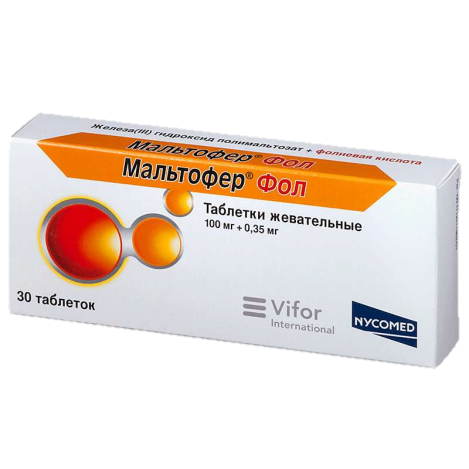 Железа(III) гидроксид полимальтозат + фолиевая кислота
Мальтофер® Фол
Мальтофер® Фол
Таблетки жевательные
100 мг + 0,35 мг
30 таблеток
Vifor
International
NYCOMED